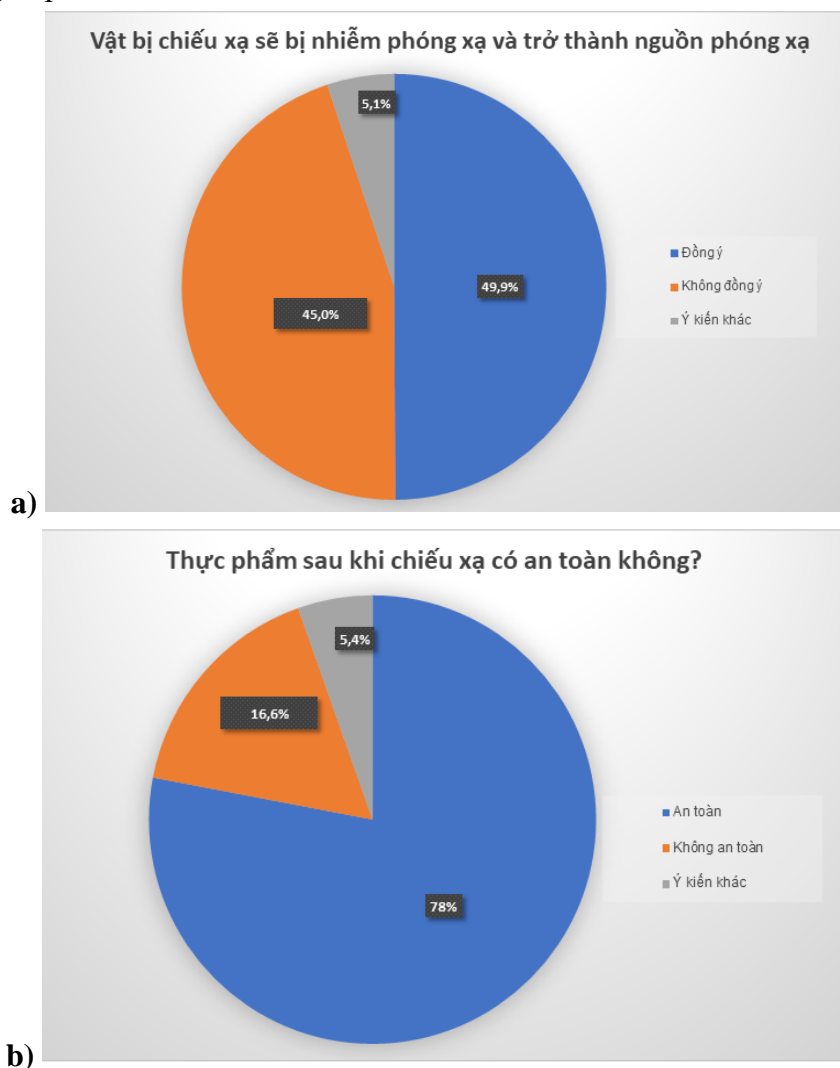 Vật bị chiếu xạ sẽ bị nhiễm phóng xạ và trở thành nguồn phóng xạ
5,1%
49,9%
45,0%
Đồng ý
Không đồng ý
Ý kiến khác
a)
Thực phẩm sau khi chiếu xạ có an toàn không?
5,4%
16,6%
78%
An toàn
Không an toàn
Ý kiến khác
b)